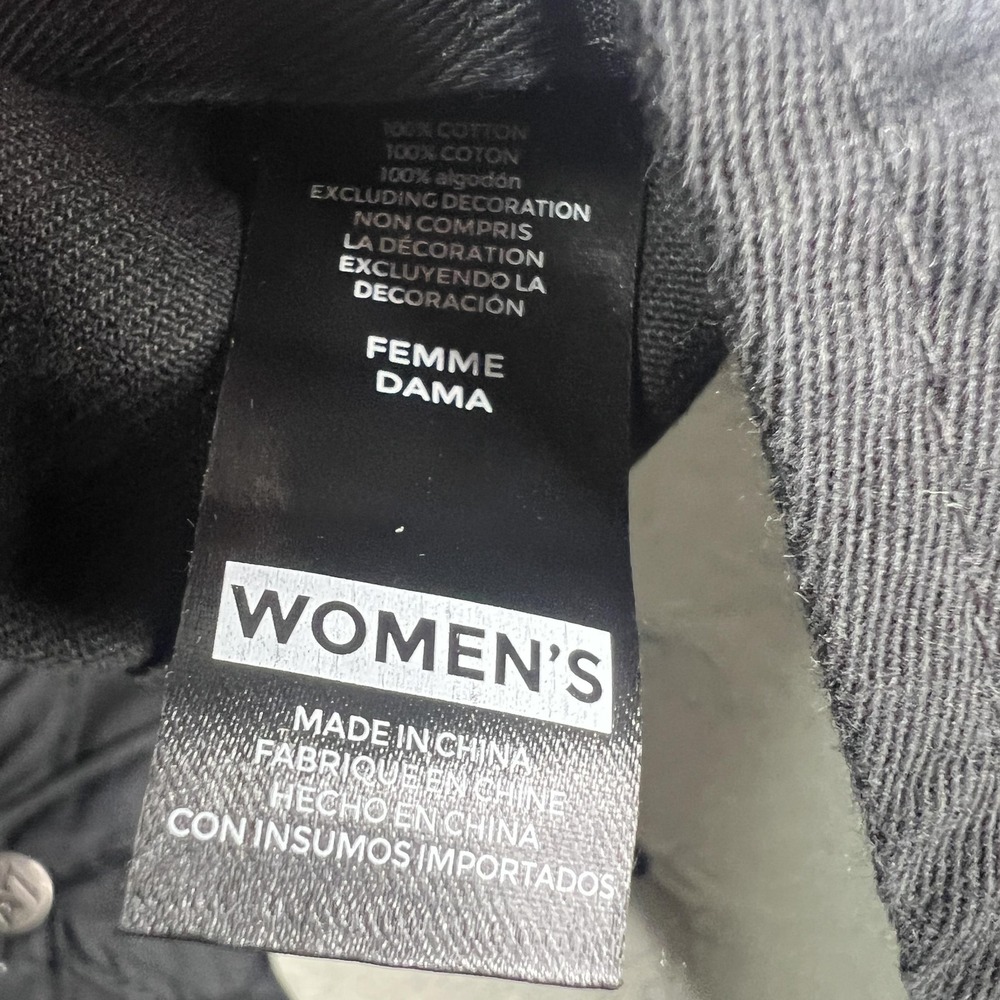 100% COTTON
100% COTON
100% algodón
EXCLUDING DECORATION
NON COMPRIS
LA DÉCORATION
EXCLUYENDO LA
DECORACIÓN
FEMME
DAMA
WOMEN'S
MADE IN CHINA
FABRIQUÉ EN CHINE
HECHO EN CHINA
CON INSUMOS IMPORTADOS